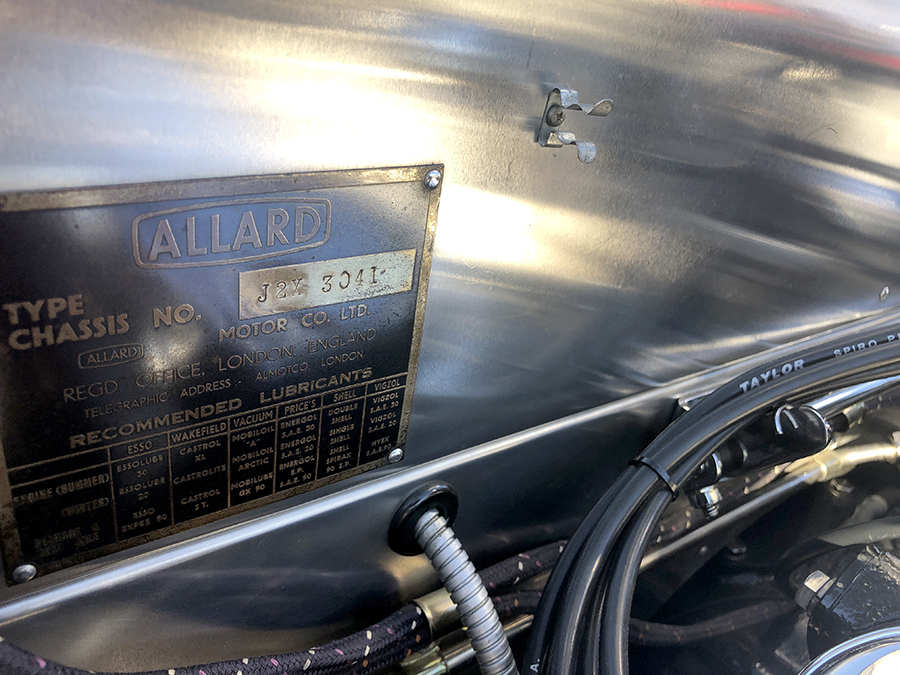 ALLARD
TYPE
CHASSIS NO. J2X 3041
ALLARD MOTOR CO. LTD.
REGD OFFICE, LONDON, ENGLAND
TELEGRAPHIC ADDRESS:- ALMOTCO, LONDON
RECOMMENDED LUBRICANTS
ESSO WAKEFIELD VACUUM PRICE'S SHELL VIGZOL
ENGINE (SUMMER) ESSOLUBE 30 CASTROL XL MOBILOIL "A" ENERGOL S.A.E. 30 DOUBLE SHELL VIGZOL S.A.E. 30
(WINTER) ESSOLUBE 20 CASTROLITE MOBILOIL ARCTIC ENERGOL S.A.E. 20 SINGLE SHELL VIGZOL S.A.E. 20
ESSO EXPEE 90 CASTROL ST. MOBILUBE GX 90 ENERGOL E.P. S.A.E. 90 SHELL SPIRAX 90 E.P. HYEX S.A.E. 90
TAYLOR SPIRO